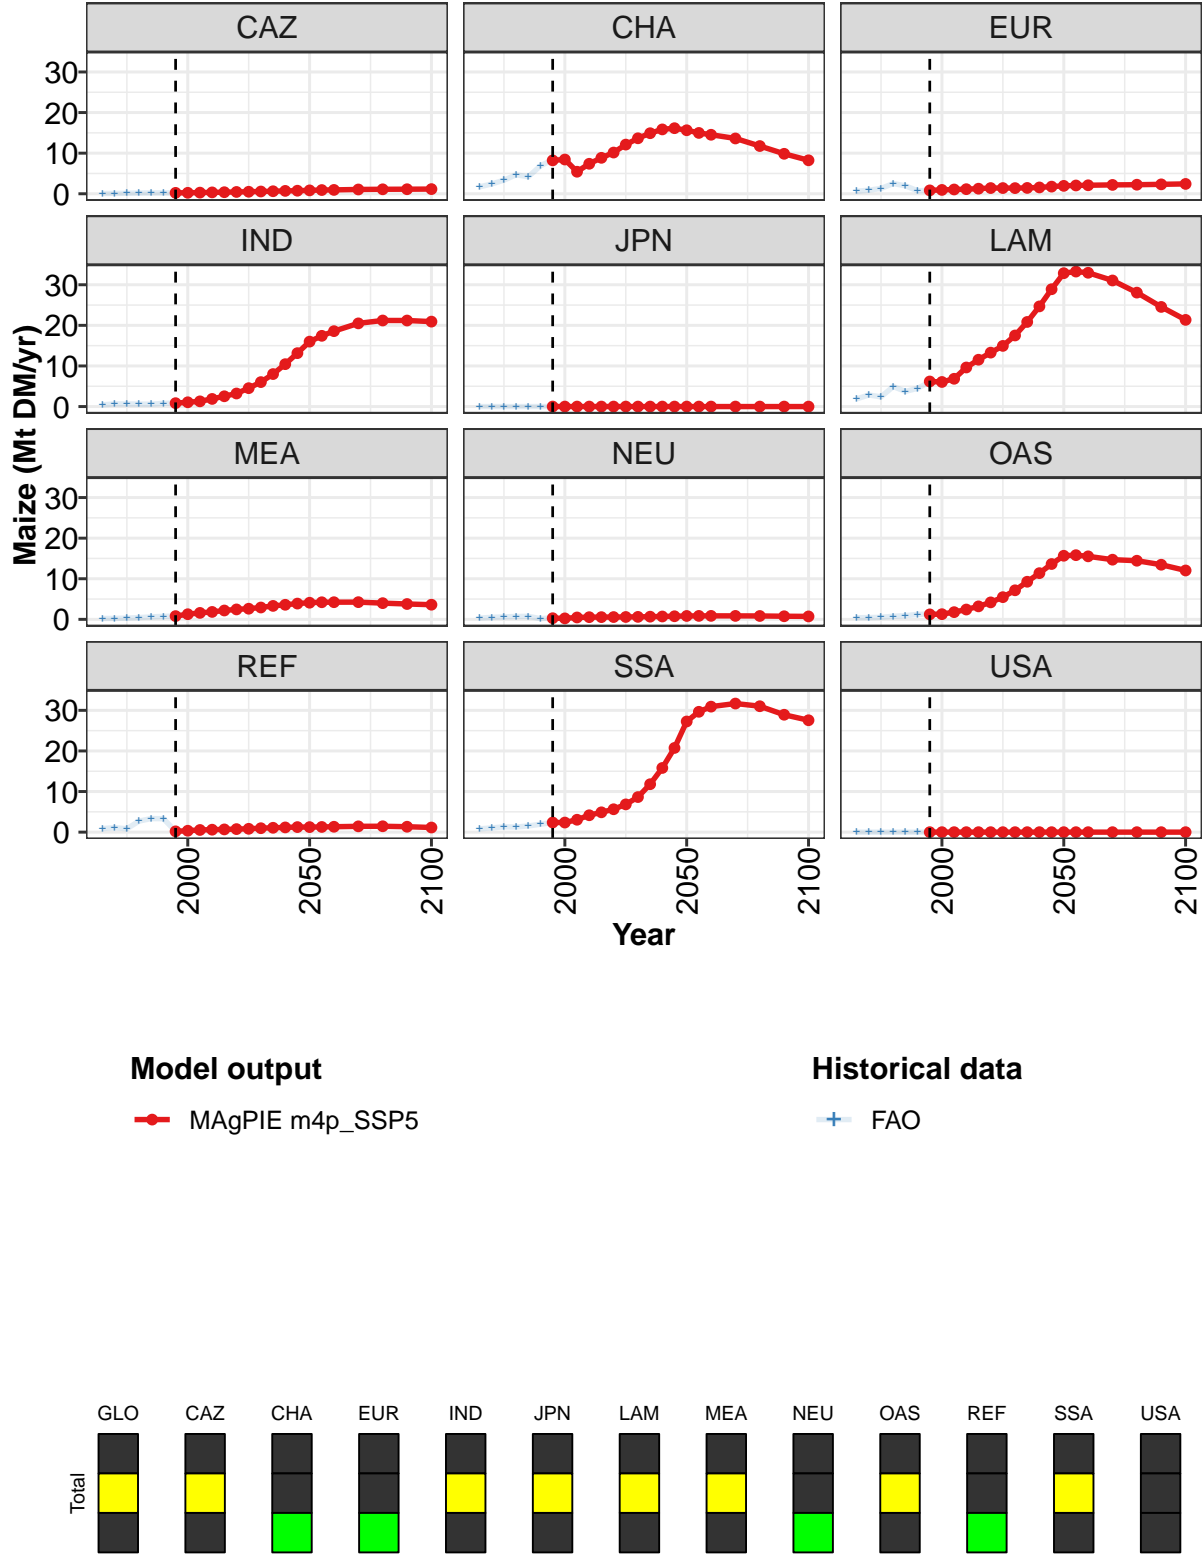 CAZ CHA EUR
30
20
10
0
IND JPN LAM
30
20
10
0
MEA NEU OAS
30
20
10
0
REF SSA USA
30
20
10
0
2000 2050 2100 2000 2050 2100 2000 2050 2100
Year
Maize (Mt DM/yr)
Model output Historical data
MAgPIE m4p_SSP5 FAO
GLO CAZ CHA EUR IND JPN LAM MEA NEU OAS REF SSA USA
Total